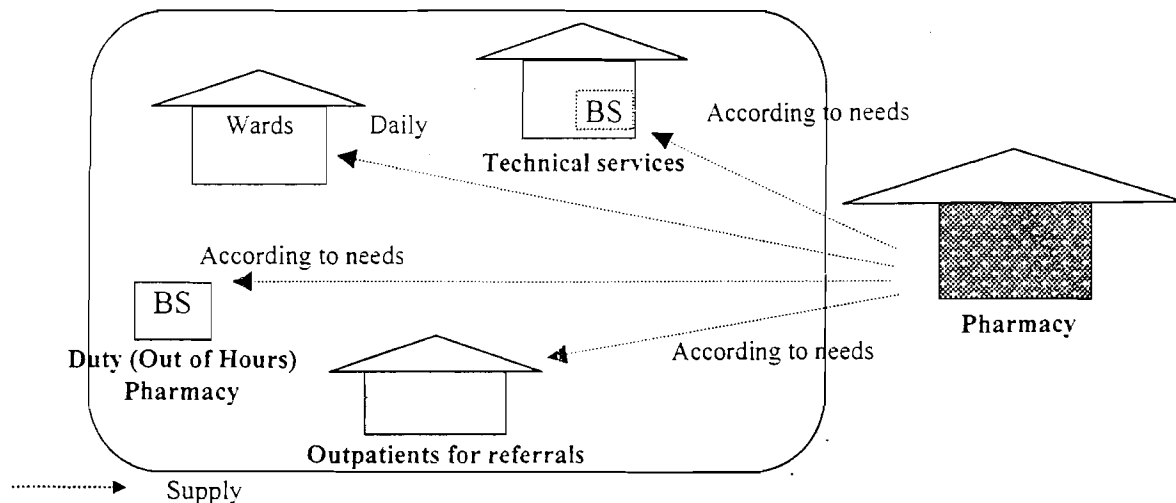 BS
According to needs
Wards
Daily
Technical services
According to needs
BS
Pharmacy
Duty (Out of Hours)
Pharmacy
According to needs
Outpatients for referrals
Supply